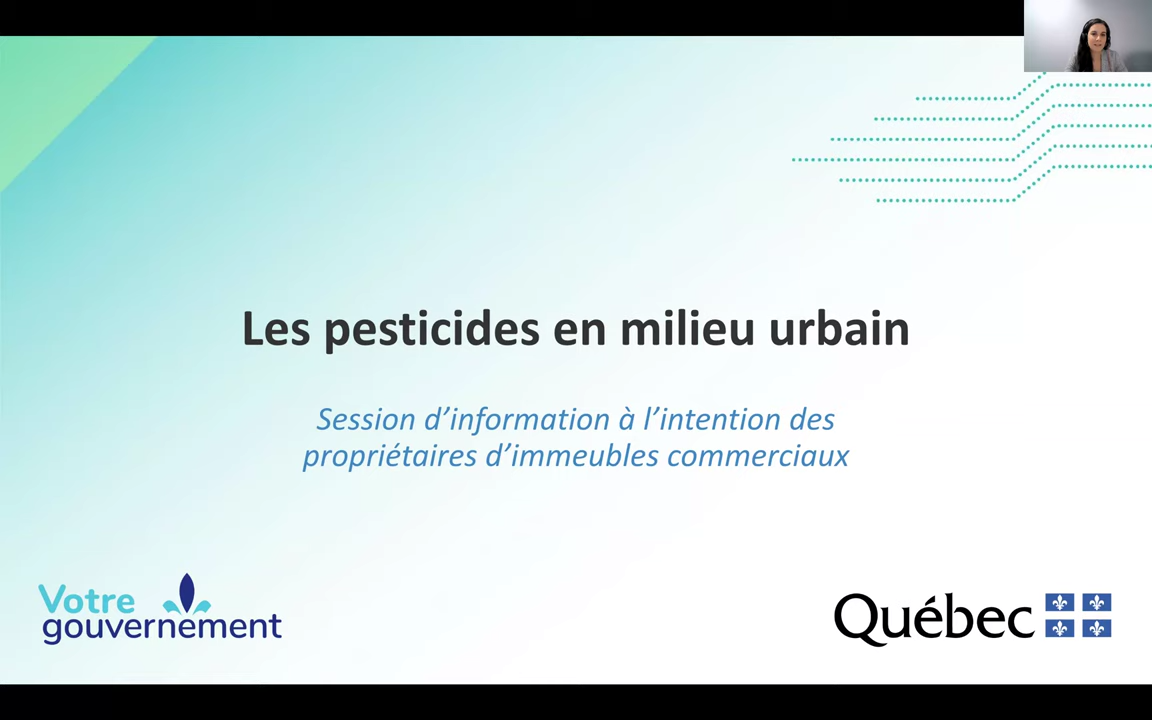 Les pesticides en milieu urbain
Session d’information à l’intention des
propriétaires d’immeubles commerciaux
Votre
gouvernement
Québec